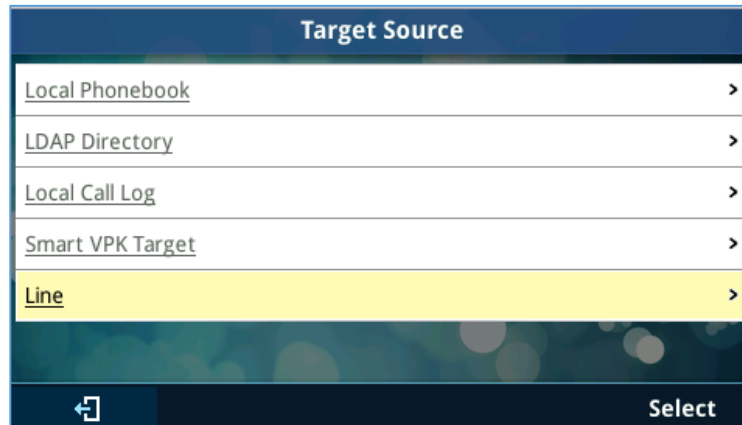 Target Source
Local Phonebook
LDAP Directory
Local Call Log
Smart VPK Target
Line
Select